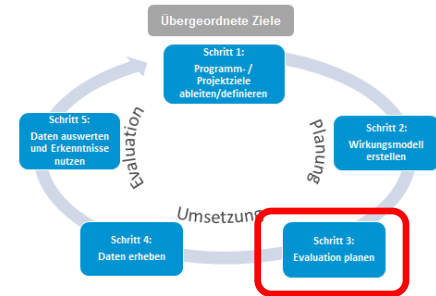 Übergeordnete Ziele
Schritt 1:
Programm- /
Projektziele
ableiten/definieren
Planung
Schritt 2:
Wirkungsmodell
erstellen
Schritt 3:
Evaluation planen
Umsetzung
Schritt 4:
Daten erheben
Schritt 5:
Daten auswerten
und Erkenntnisse
nutzen
Evaluation